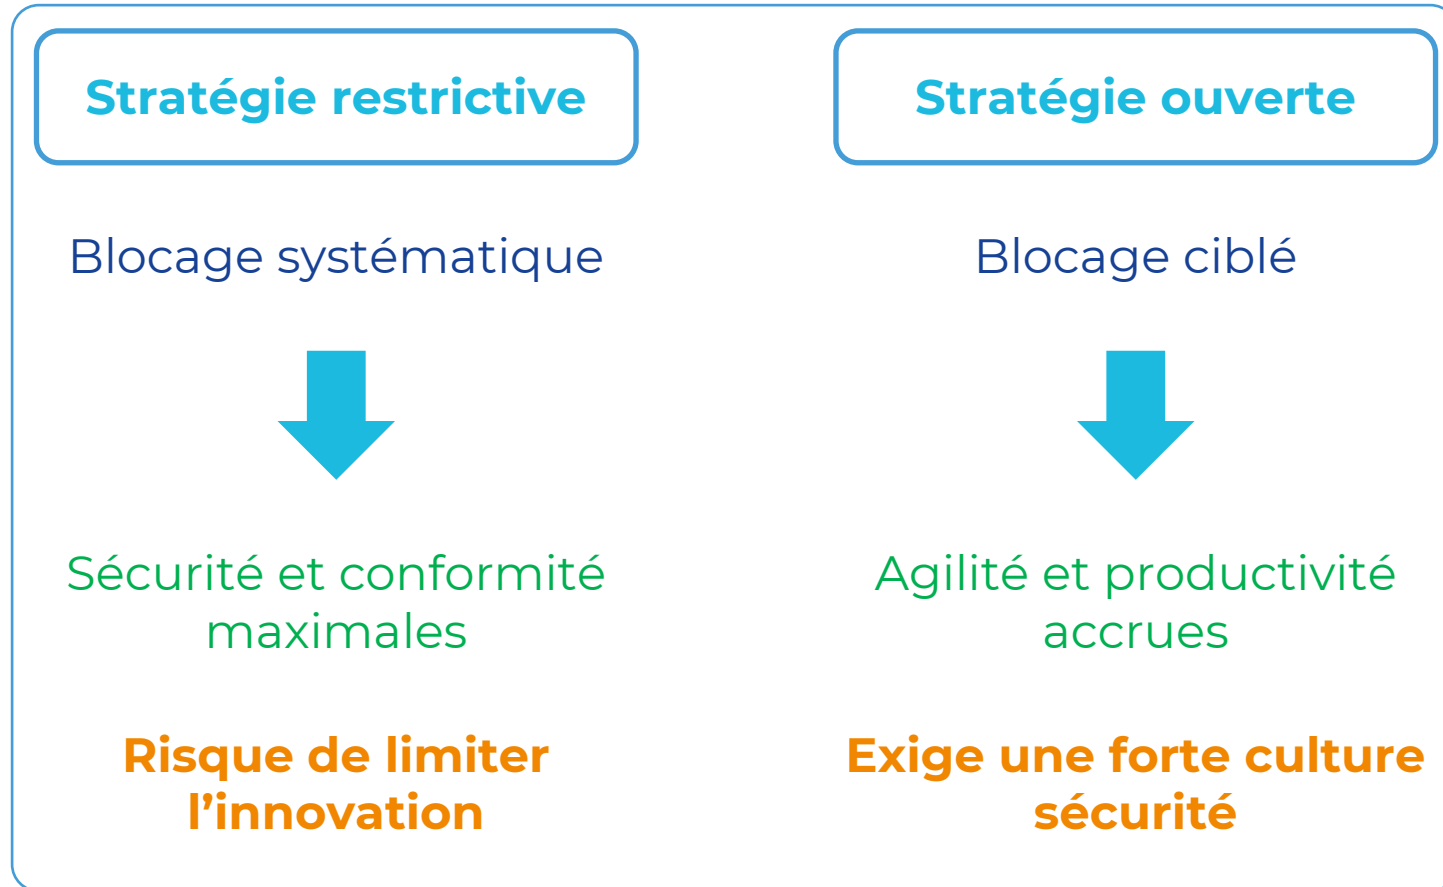 Stratégie restrictive
Blocage systématique
Sécurité et conformité
maximales
Risque de limiter
l’innovation
Stratégie ouverte
Blocage ciblé
Agilité et productivité
accrues
Exige une forte culture
sécurité